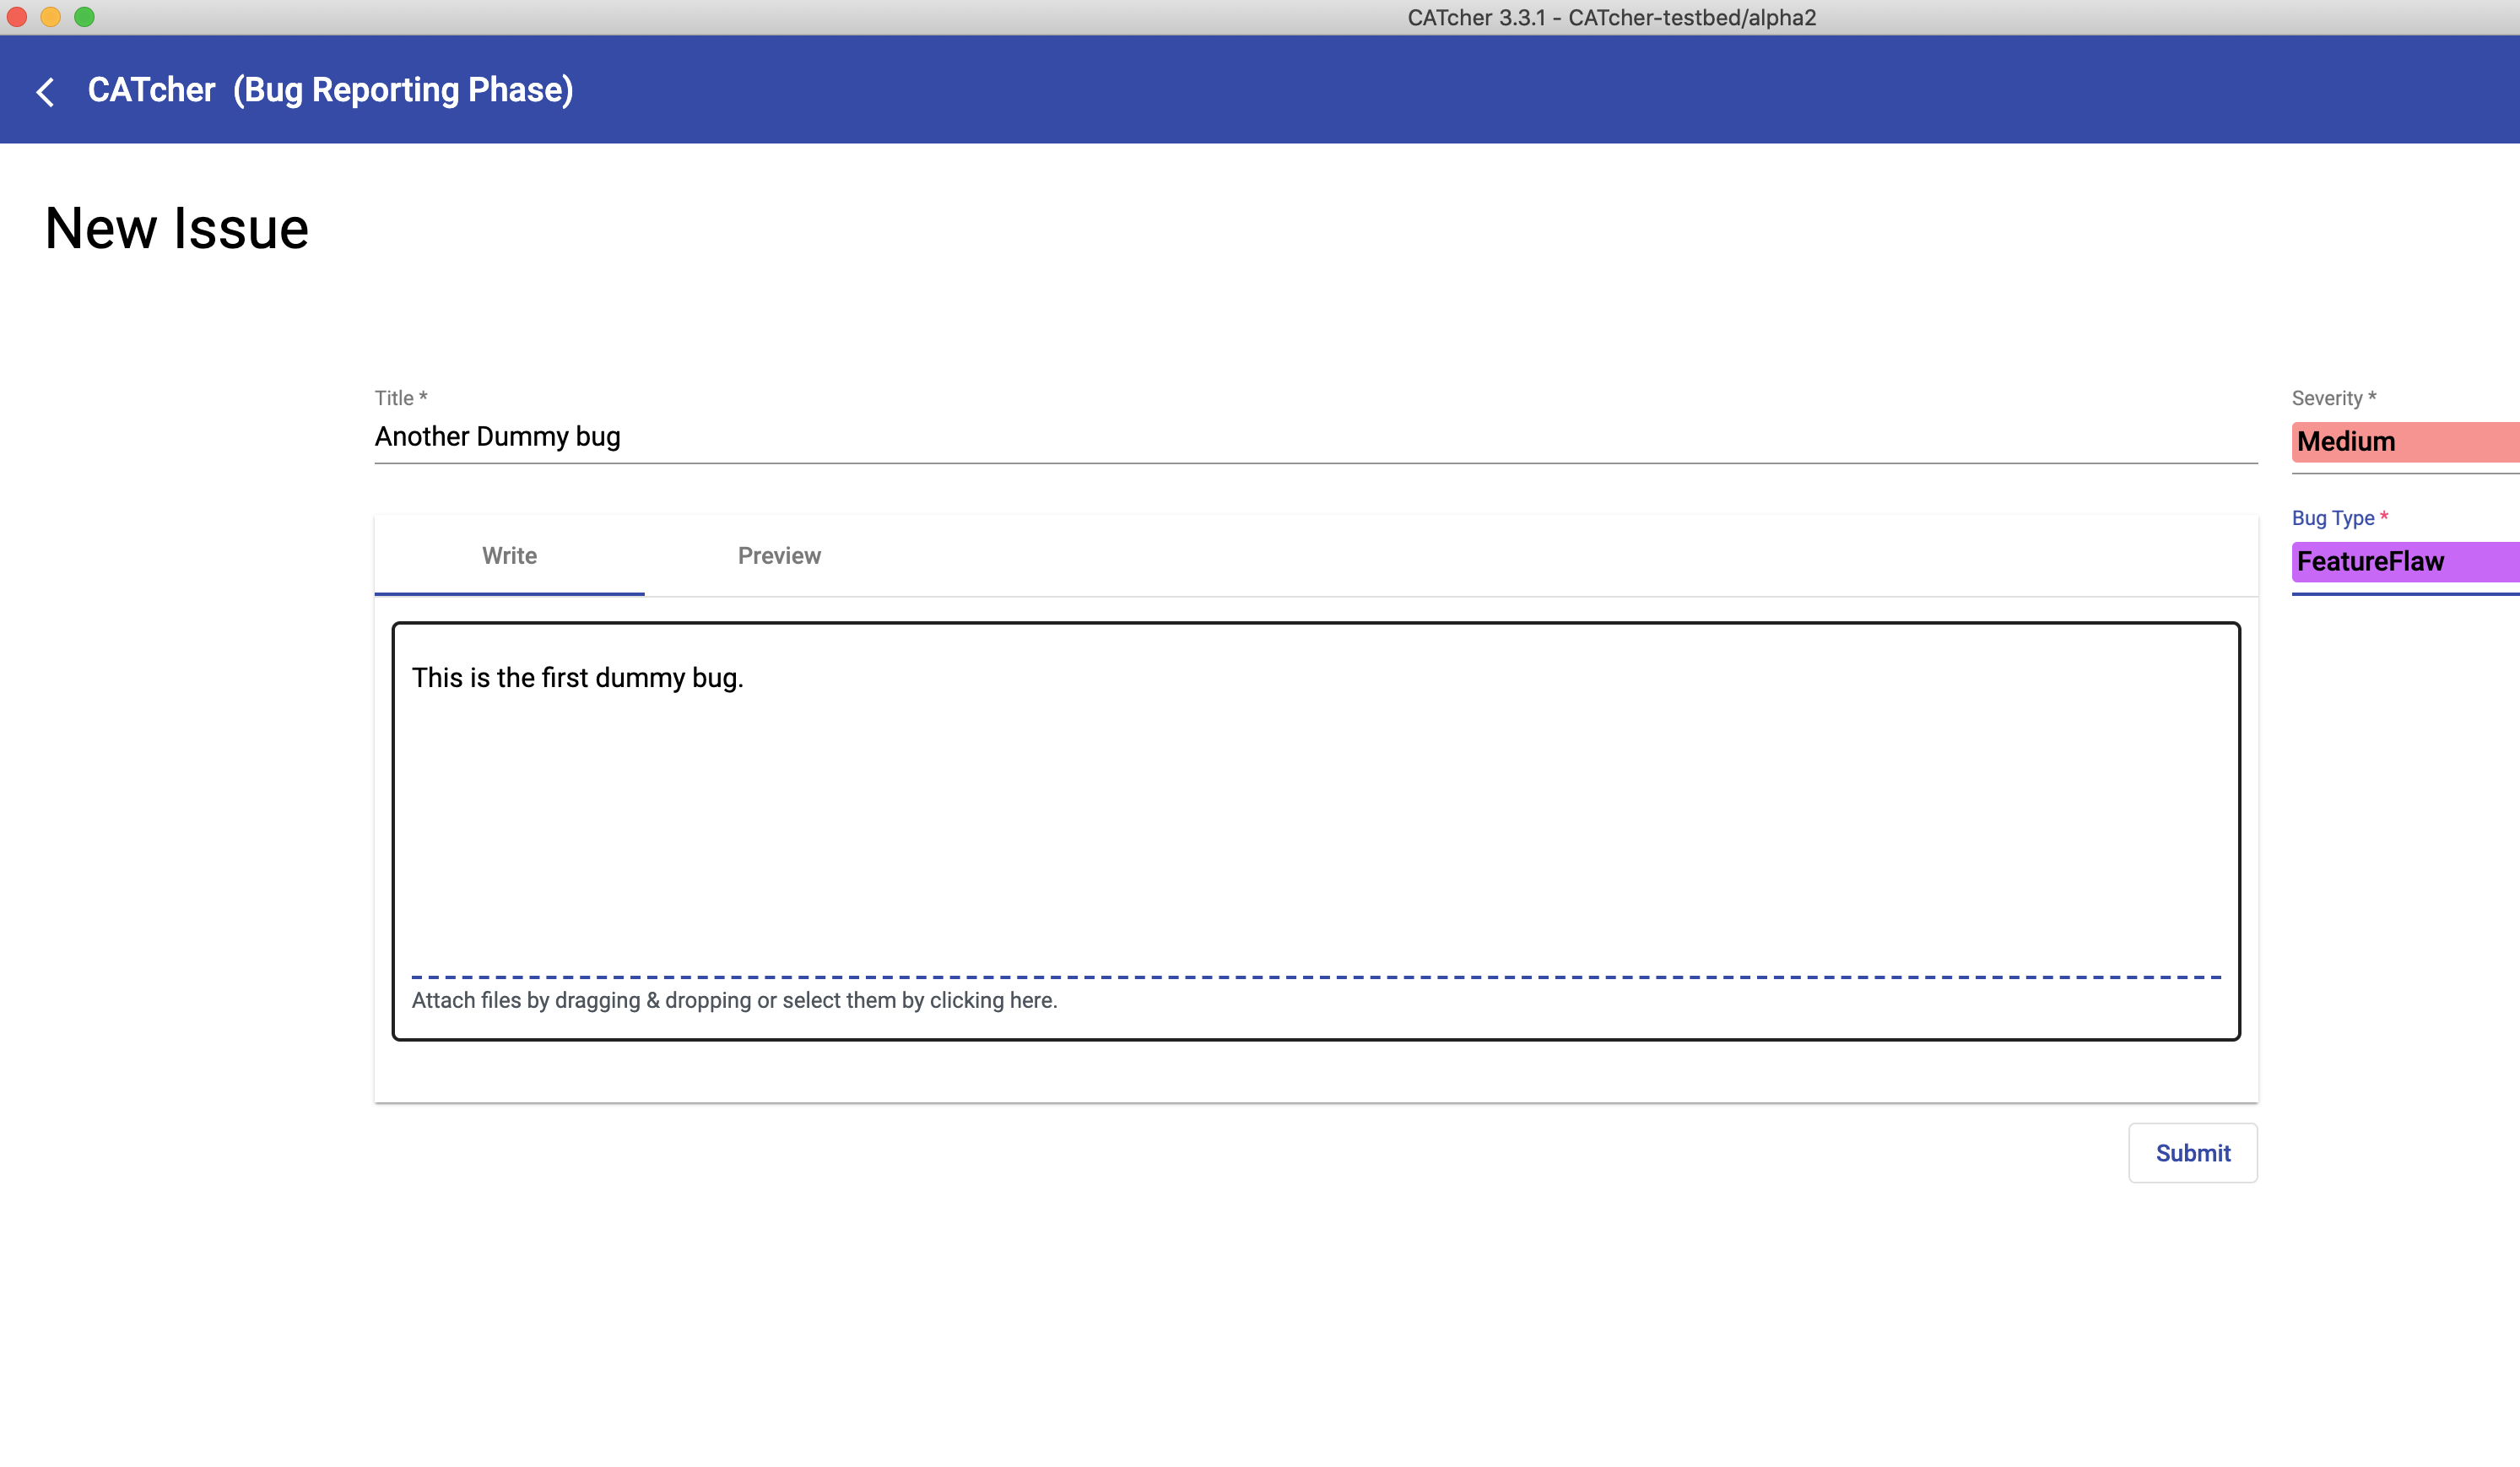 CATcher 3.3.1 - CATcher-testbed/alpha2
CATcher (Bug Reporting Phase)
New Issue
Title *
Another Dummy bug
Severity *
Medium
Bug Type *
FeatureFlaw
Write
Preview
This is the first dummy bug.
Attach files by dragging & dropping or select them by clicking here.
Submit